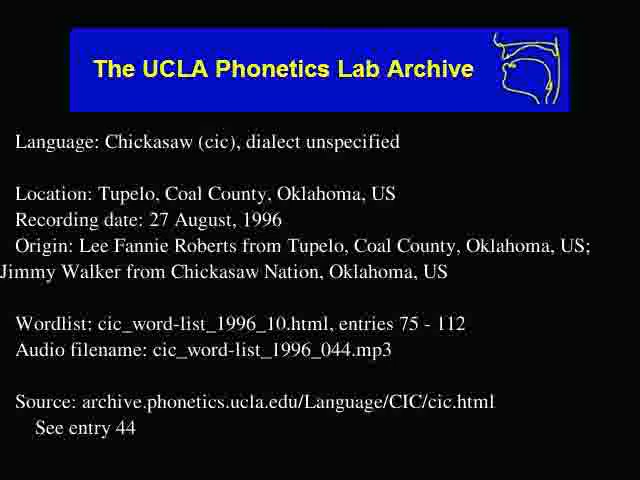 The UCLA Phonetics Lab Archive
Language: Chickasaw (cic), dialect unspecified
Location: Tupelo, Coal County, Oklahoma, US
Recording date: 27 August, 1996
Origin: Lee Fannie Roberts from Tupelo, Coal County, Oklahoma, US;
Jimmy Walker from Chickasaw Nation, Oklahoma, US
Wordlist: cic_word-list_1996_10.html, entries 75 - 112
Audio filename: cic_word-list_1996_044.mp3
Source: archive.phonetics.ucla.edu/Language/CIC/cic.html
See entry 44